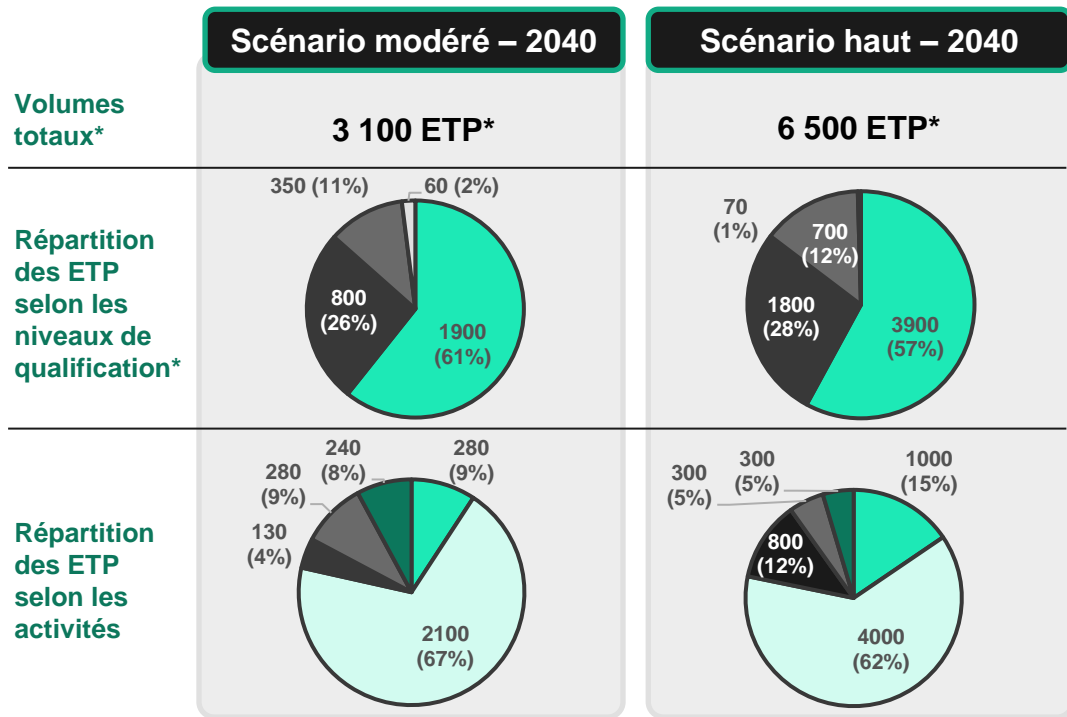 Scénario modéré – 2040
Scénario haut – 2040
Volumes
totaux*
3 100 ETP*
6 500 ETP*
Répartition
des ETP
selon les
niveaux de
qualification*
350 (11%)
60 (2%)
800
(26%)
1900
(61%)
70
(1%)
700
(12%)
1800
(28%)
3900
(57%)
Répartition
des ETP
selon les
activités
240
(8%)
280
(9%)
280
(9%)
130
(4%)
2100
(67%)
300
(5%)
300
(5%)
1000
(15%)
800
(12%)
4000
(62%)